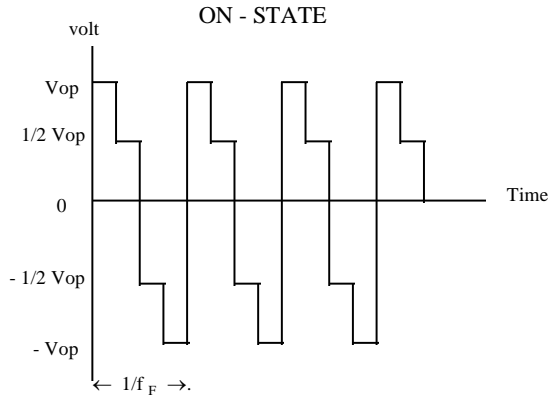 ON - STATE
volt
Vop
1/2 Vop
0
Time
- 1/2 Vop
- Vop
← 1/f F →.